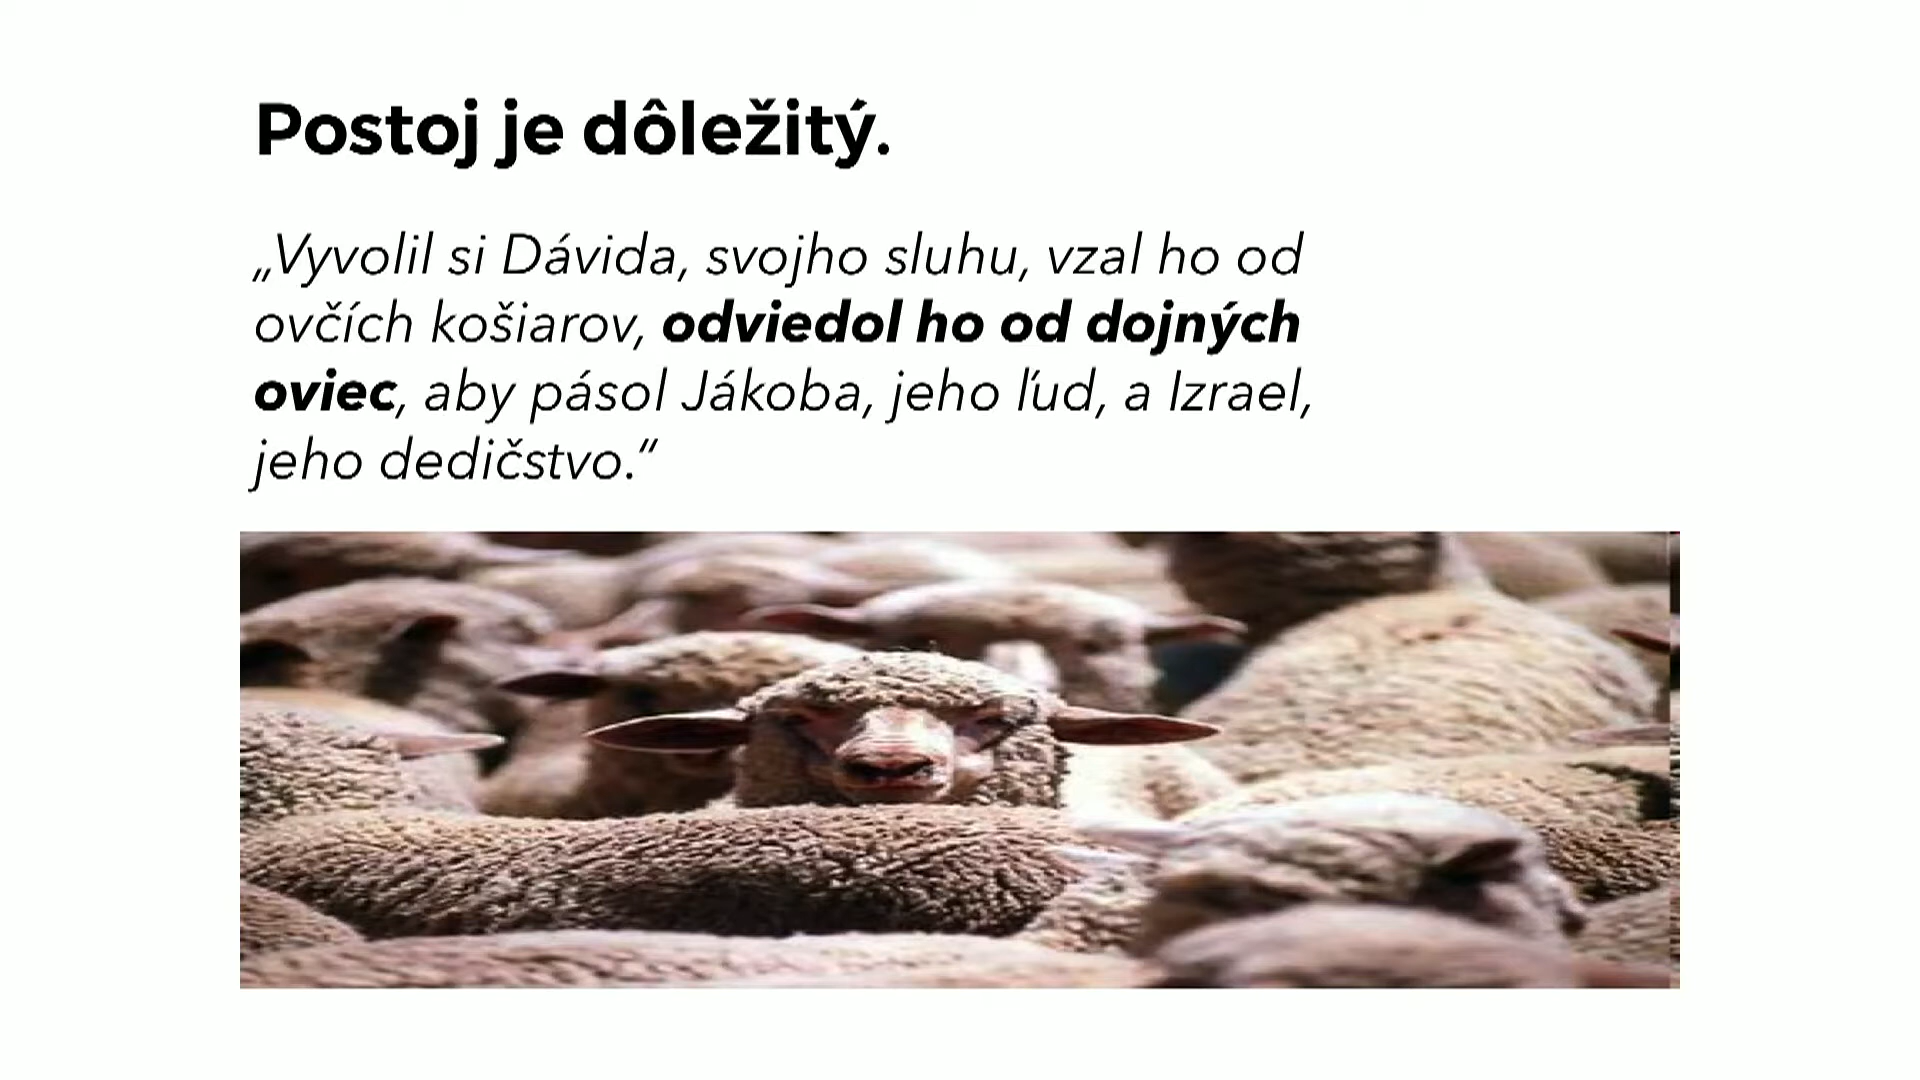 Postoj je dôležitý.
„Vyvolil si Dávida, svojho sluhu, vzal ho od
ovčích košiarov, odviedol ho od dojných
oviec, aby pásol Jákoba, jeho ľud, a Izrael,
jeho dedičstvo.“